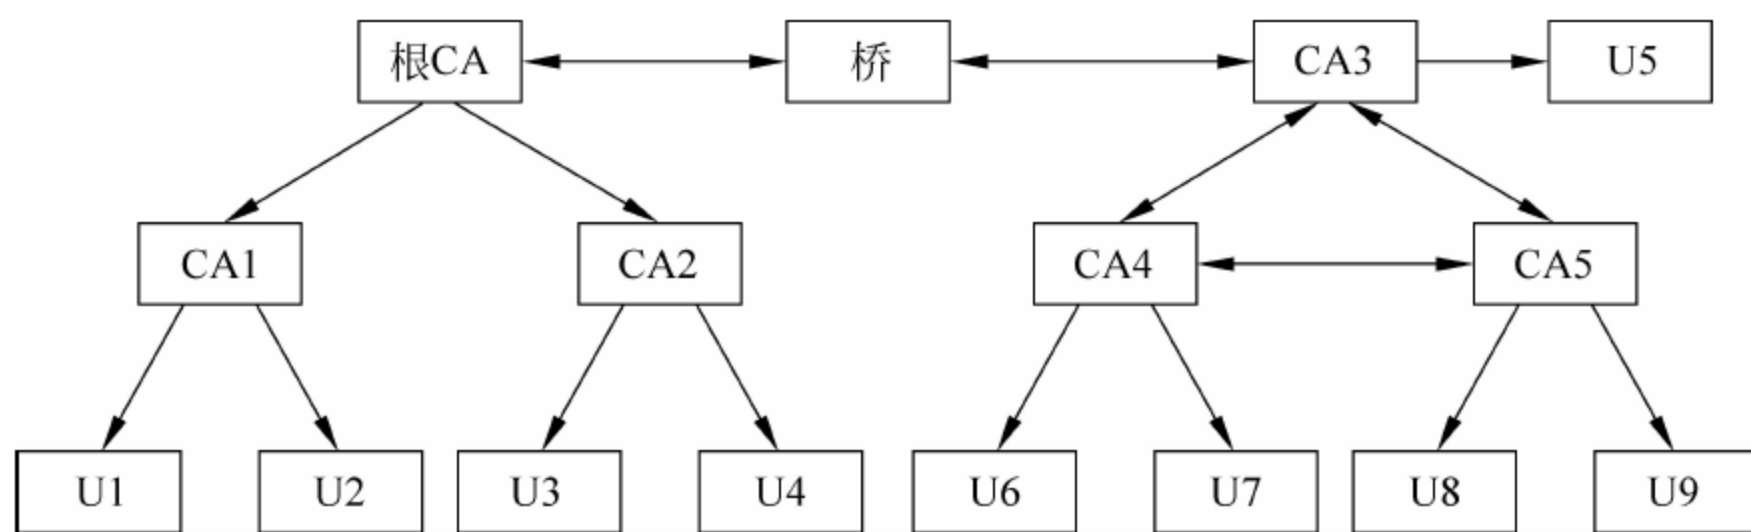 根CA 桥 CA3 U5
CA1 CA2 CA4 CA5
U1 U2 U3 U4 U6 U7 U8 U9